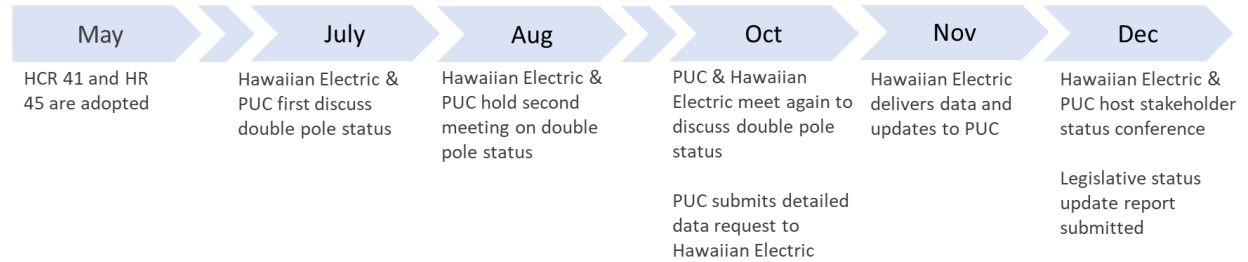 May
HCR 41 and HR
45 are adopted
July
Hawaiian Electric &
PUC first discuss
double pole status
Aug
Hawaiian Electric &
PUC hold second
meeting on double
pole status
Oct
PUC & Hawaiian
Electric meet again to
discuss double pole
status
PUC submits detailed
data request to
Hawaiian Electric
Nov
Hawaiian Electric
delivers data and
updates to PUC
Dec
Hawaiian Electric &
PUC host stakeholder
status conference
Legislative status
update report
submitted